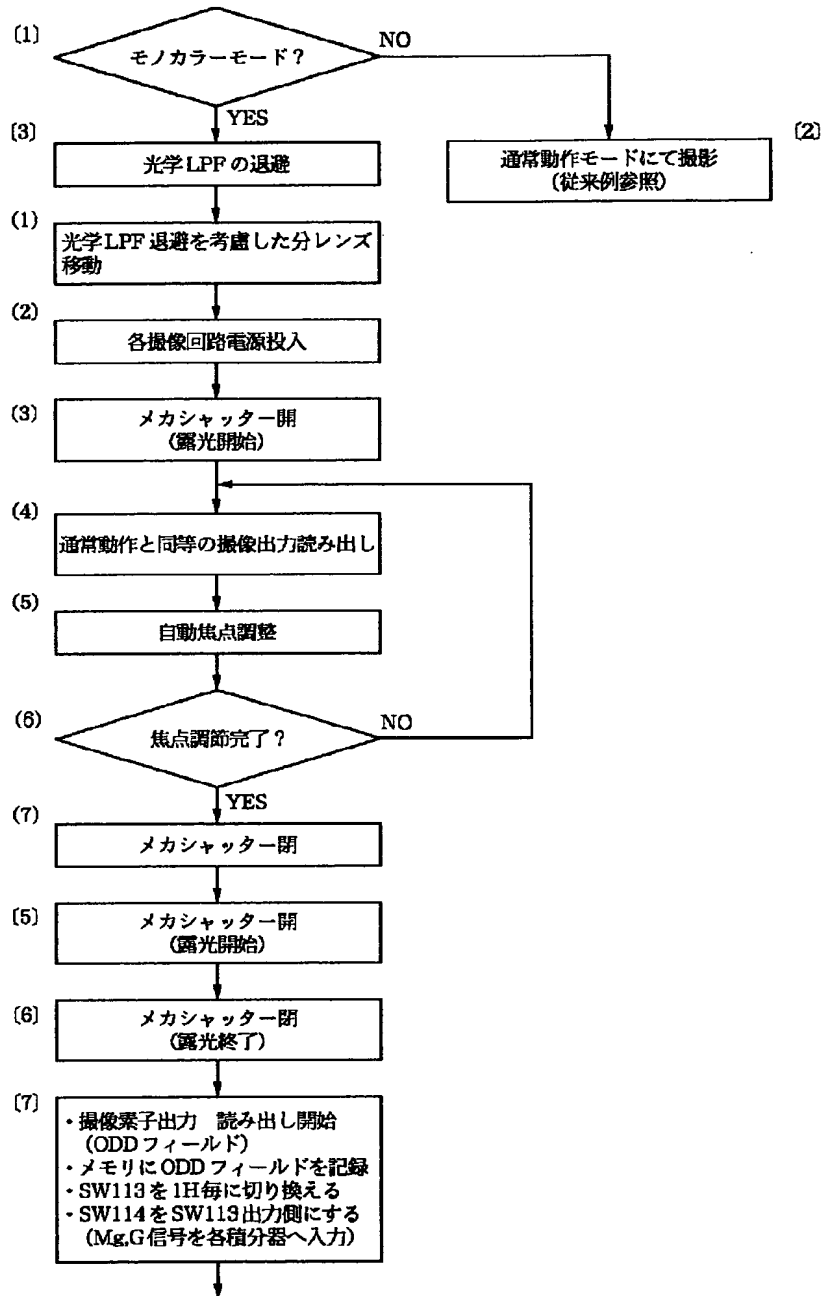 〔1〕
モノカラーモード?
NO
YES
〔3〕
光学LPFの退避
〔2〕
通常動作モードにて撮影
(従来例参照)
(1)
光学LPF退避を考慮した分レンズ
移動
(2)
各撮像回路電源投入
(3)
メカシャッター開
(露光開始)
(4)
通常動作と同等の撮像出力読み出し
(5)
自動焦点調整
(6)
焦点調節完了?
NO
YES
(7)
メカシャッター閉
〔5〕
メカシャッター開
(露光開始)
〔6〕
メカシャッター閉
(露光終了)
〔7〕
・撮像素子出力 読み出し開始
(ODDフィールド)
・メモリにODDフィールドを記録
・SW113を1H毎に切り換える
・SW114をSW113出力側にする
(Mg,G信号を各積分器へ入力)